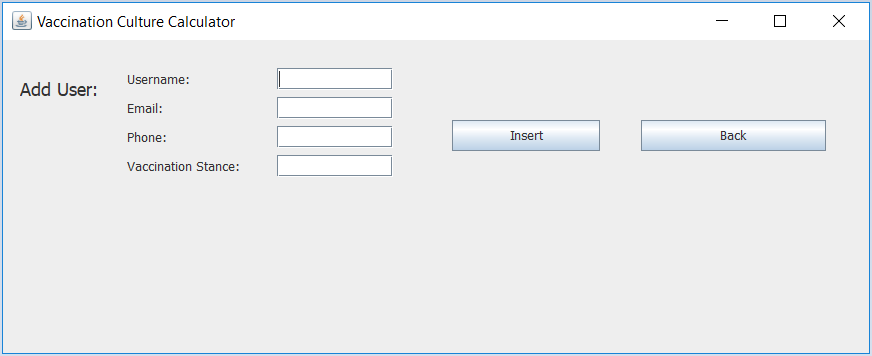 Vaccination Culture Calculator
Add User:
Username:
Email:
Phone:
Vaccination Stance:
Insert
Back